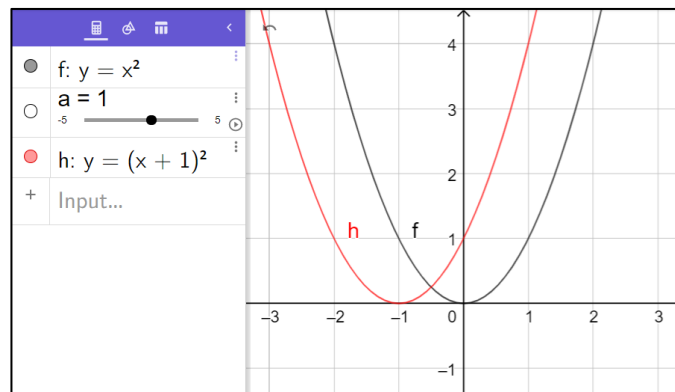 f: y = x²
a = 1
-5 5
h: y = (x + 1)²
+ Input...
4
3
2
h f
1
–3 –2 –1 0 1 2 3
–1